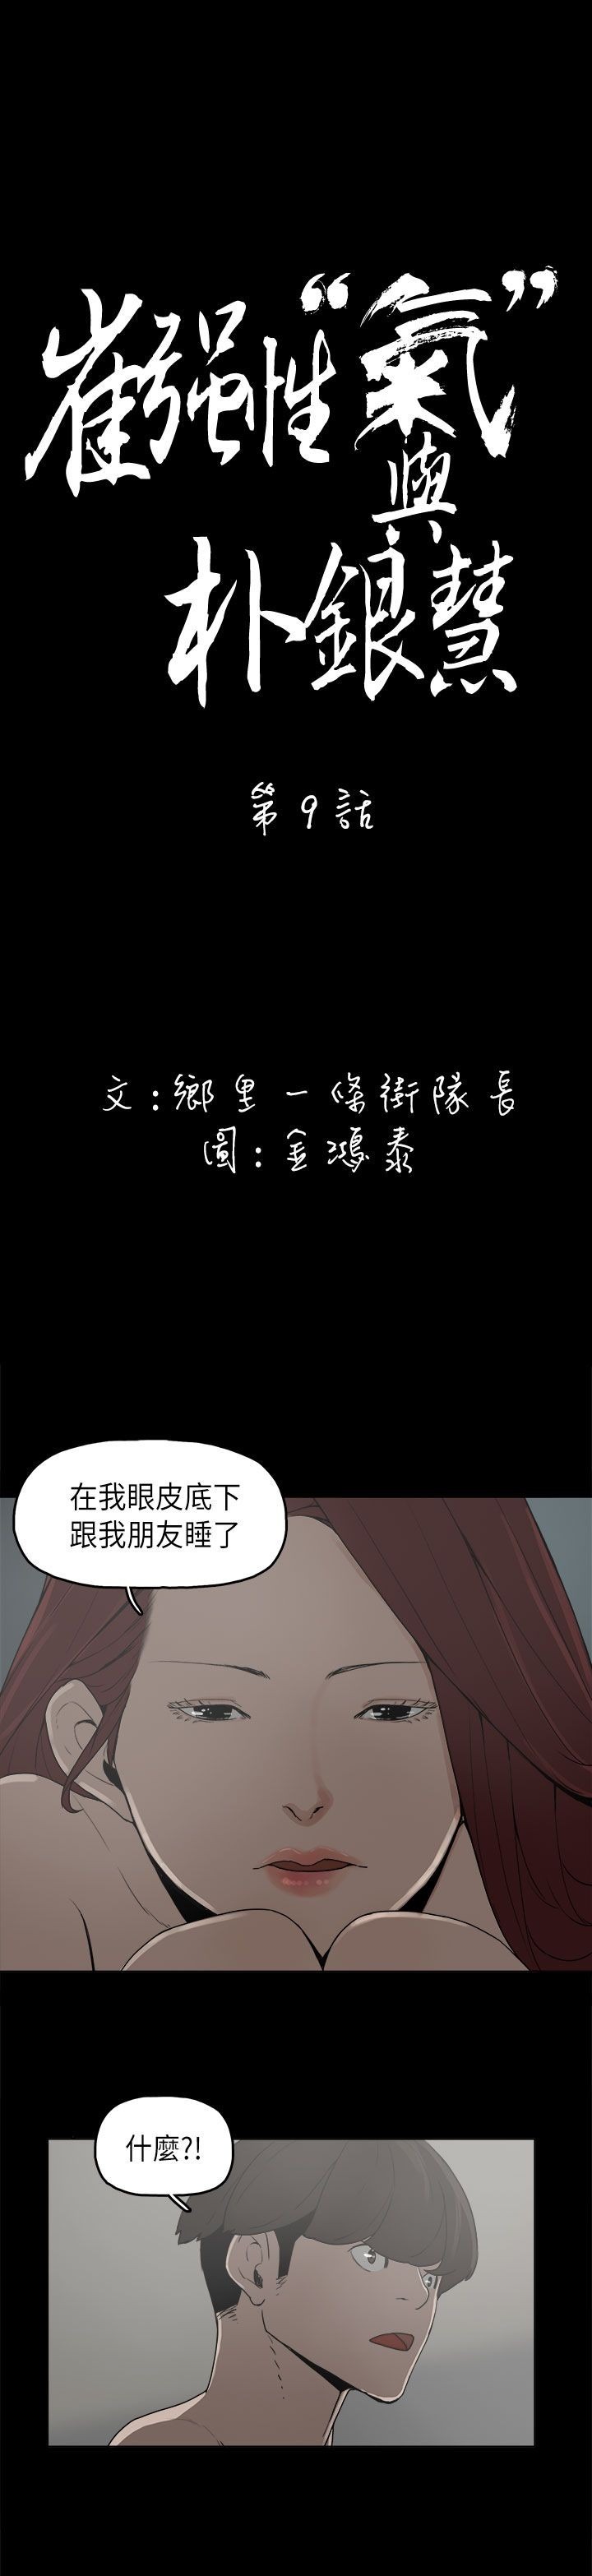 崔強性“氣”
與
朴銀慧
第9話
文:鄉里一條街隊長
圖:金鴻泰
在我眼皮底下
跟我朋友睡了
什麼?!